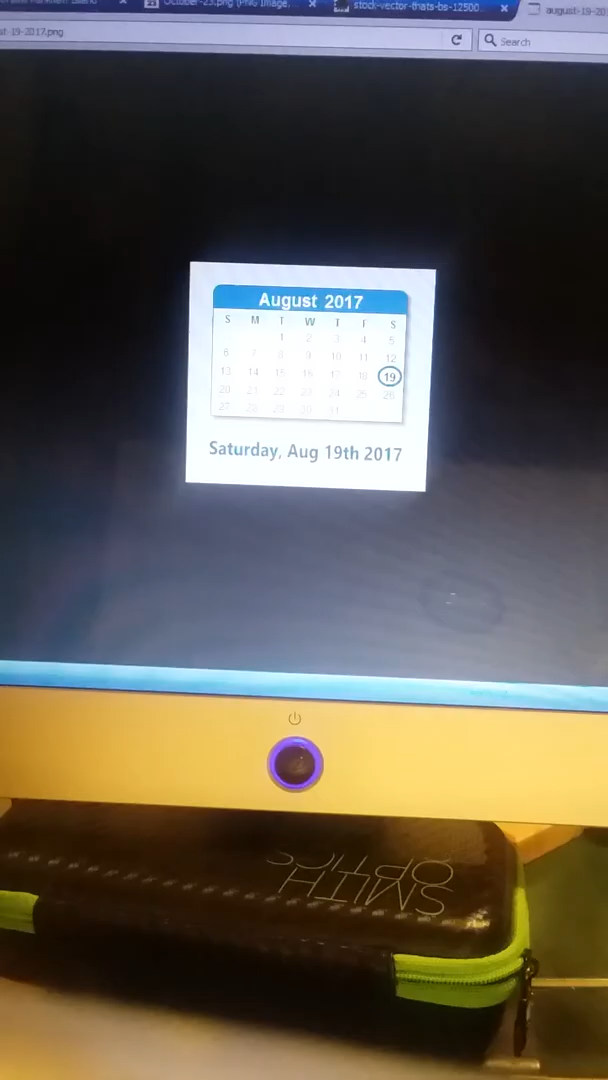 October-23.png (PNG Image,
stock-vector-thats-bs-12500
august-19-20
st-19-2017.png
Search
August 2017
S M T W T F S
1 2 3 4 5
6 7 8 9 10 11 12
13 14 15 16 17 18 19
20 21 22 23 24 25 26
27 28 29 30 31
Saturday, Aug 19th 2017
SMITH
OPTICS